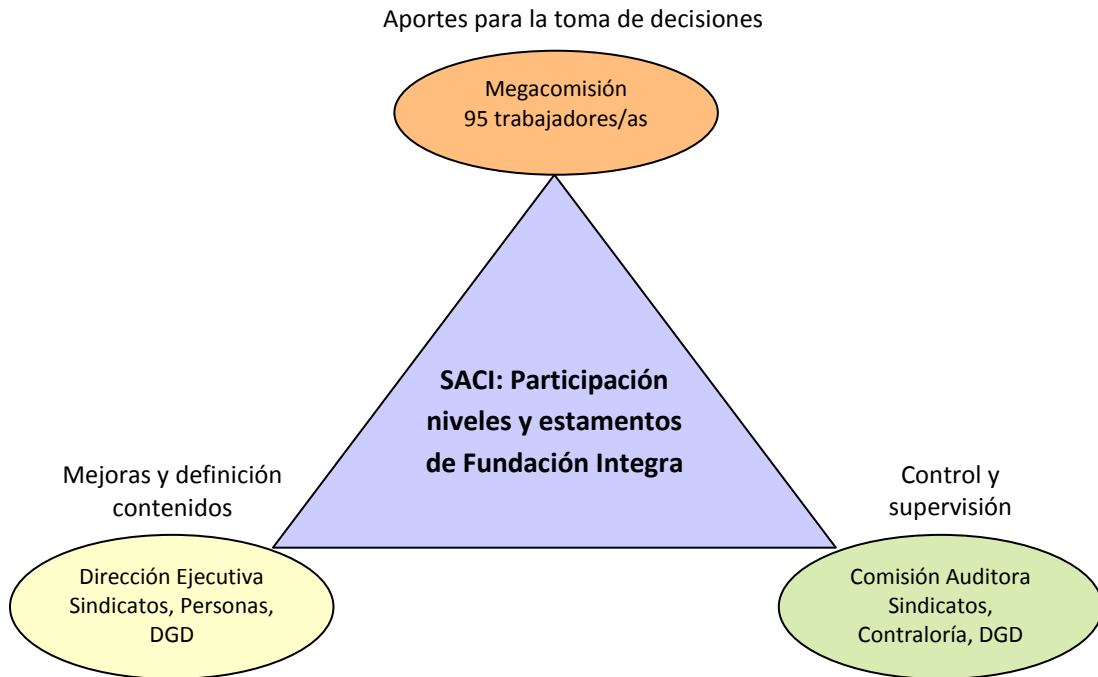 Aportes para la toma de decisiones
Megacomisión
95 trabajadores/as
SACI: Participación
niveles y estamentos
de Fundación Integra
Mejoras y definición
contenidos
Dirección Ejecutiva
Sindicatos, Personas,
DGD
Control y
supervisión
Comisión Auditora
Sindicatos,
Contraloría, DGD